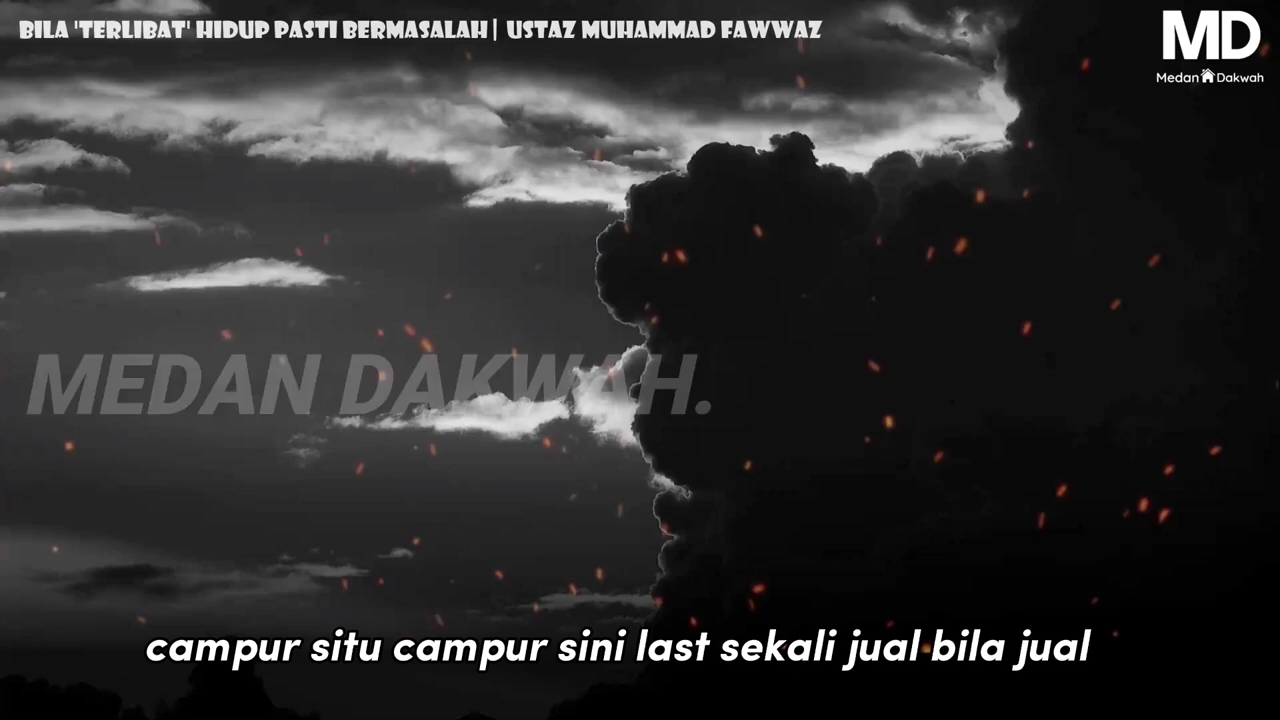 BILA 'TERLIBAT' HIDUP PASTI BERMASALAH | USTAZ MUHAMMAD FAWWAZ
MD
Medan Dakwah
MEDAN DAKWAH.
campur situ campur sini last sekali jual bila jual